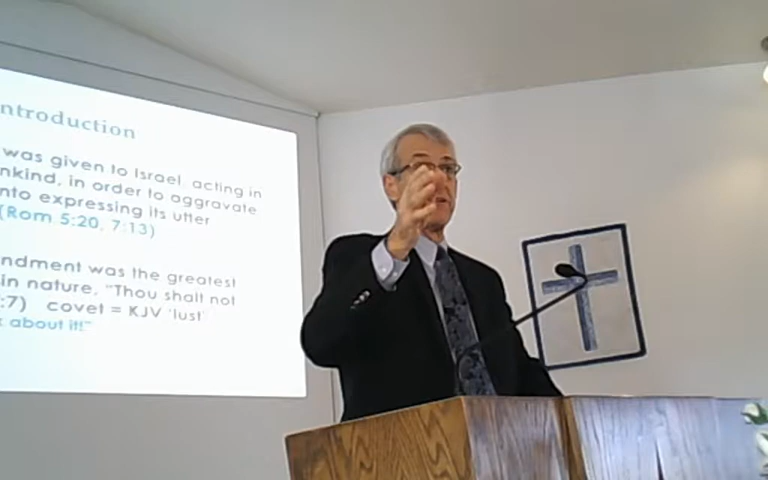 ntroduction
was given to Israel, acting in
nkind, in order to aggravate
nto expressing its utter
(Rom 5:20, 7:13)
ndment was the greatest
in nature, "Thou shalt not
:7) covet = KJV 'lust'
about it!"